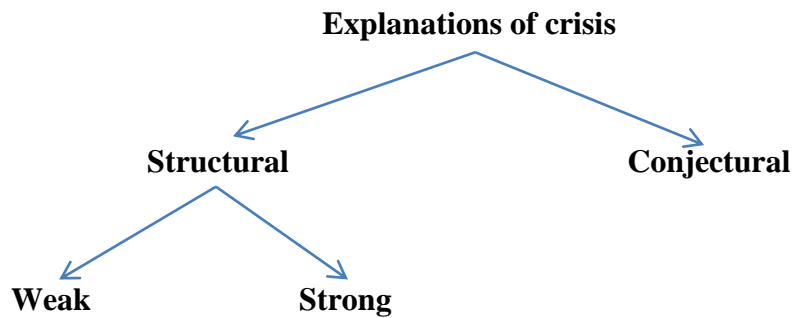 Explanations of crisis
Structural Conjectural
Weak Strong